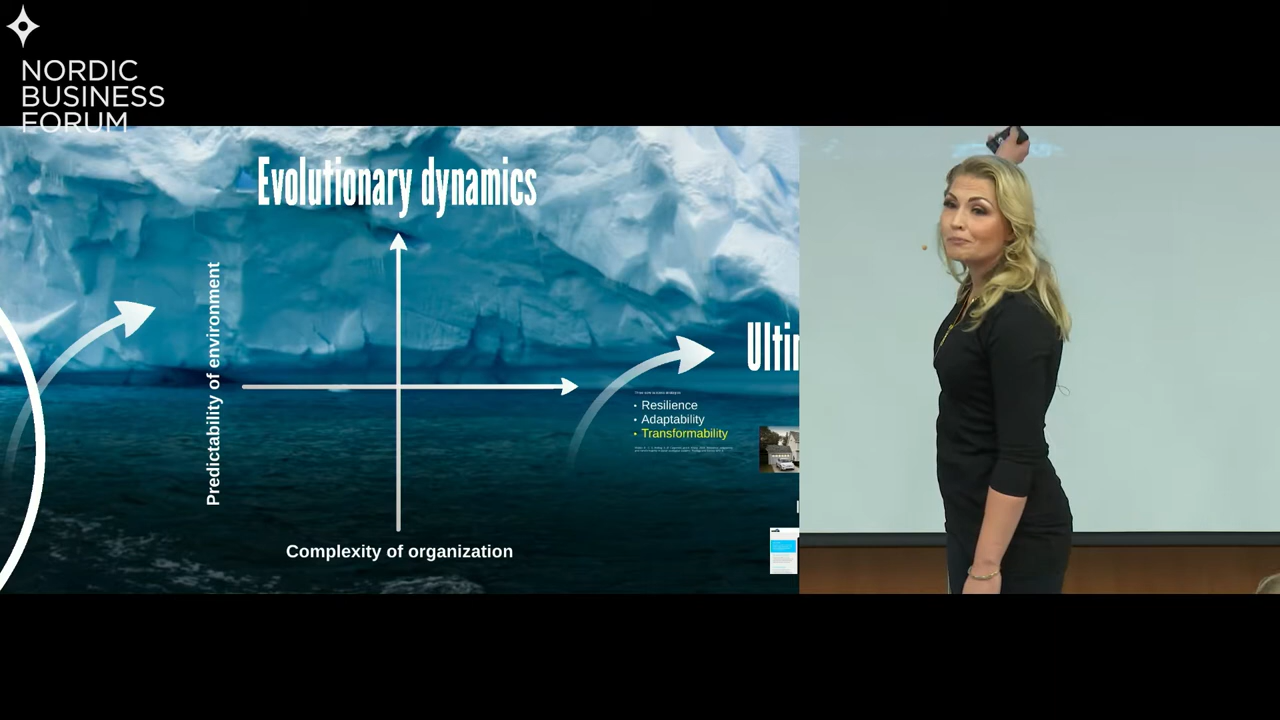 NORDIC
BUSINESS
FORUM
Evolutionary dynamics
Predictability of environment
Complexity of organization
• Resilience
• Adaptability
• Transformability